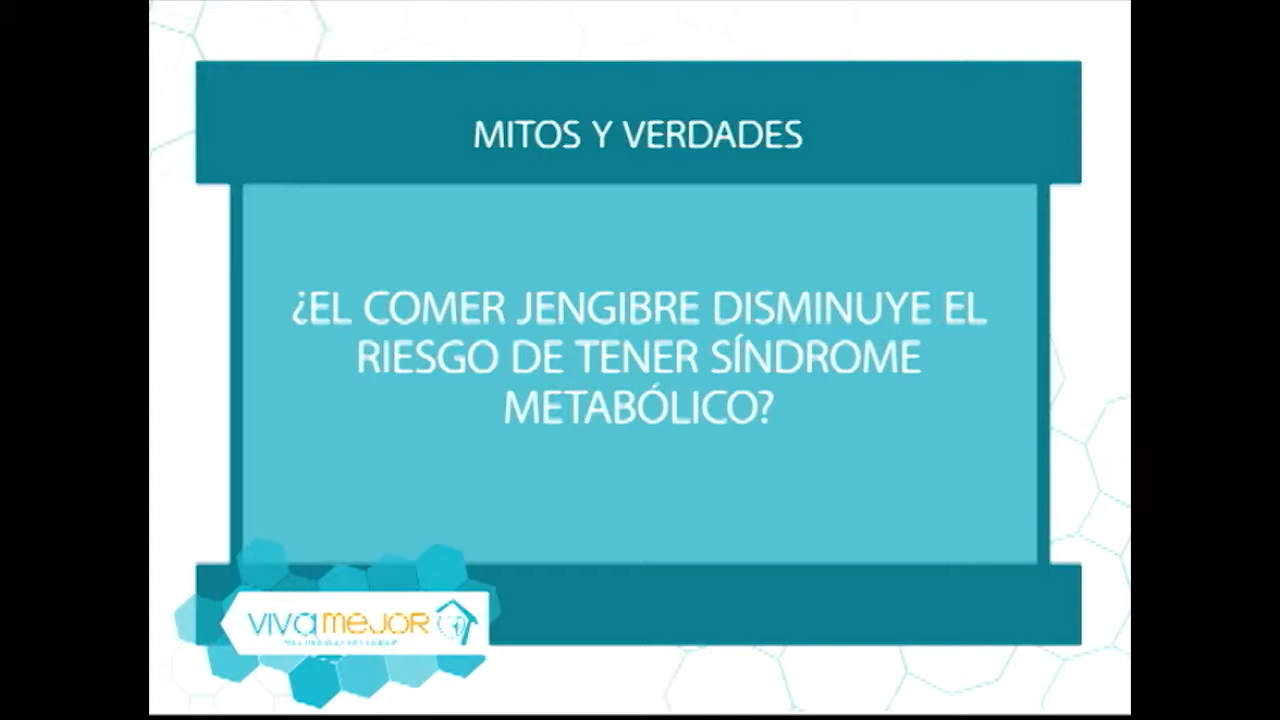 MITOS Y VERDADES
¿EL COMER JENGIBRE DISMINUYE EL
RIESGO DE TENER SÍNDROME
METABÓLICO?
VIVA MEJOR